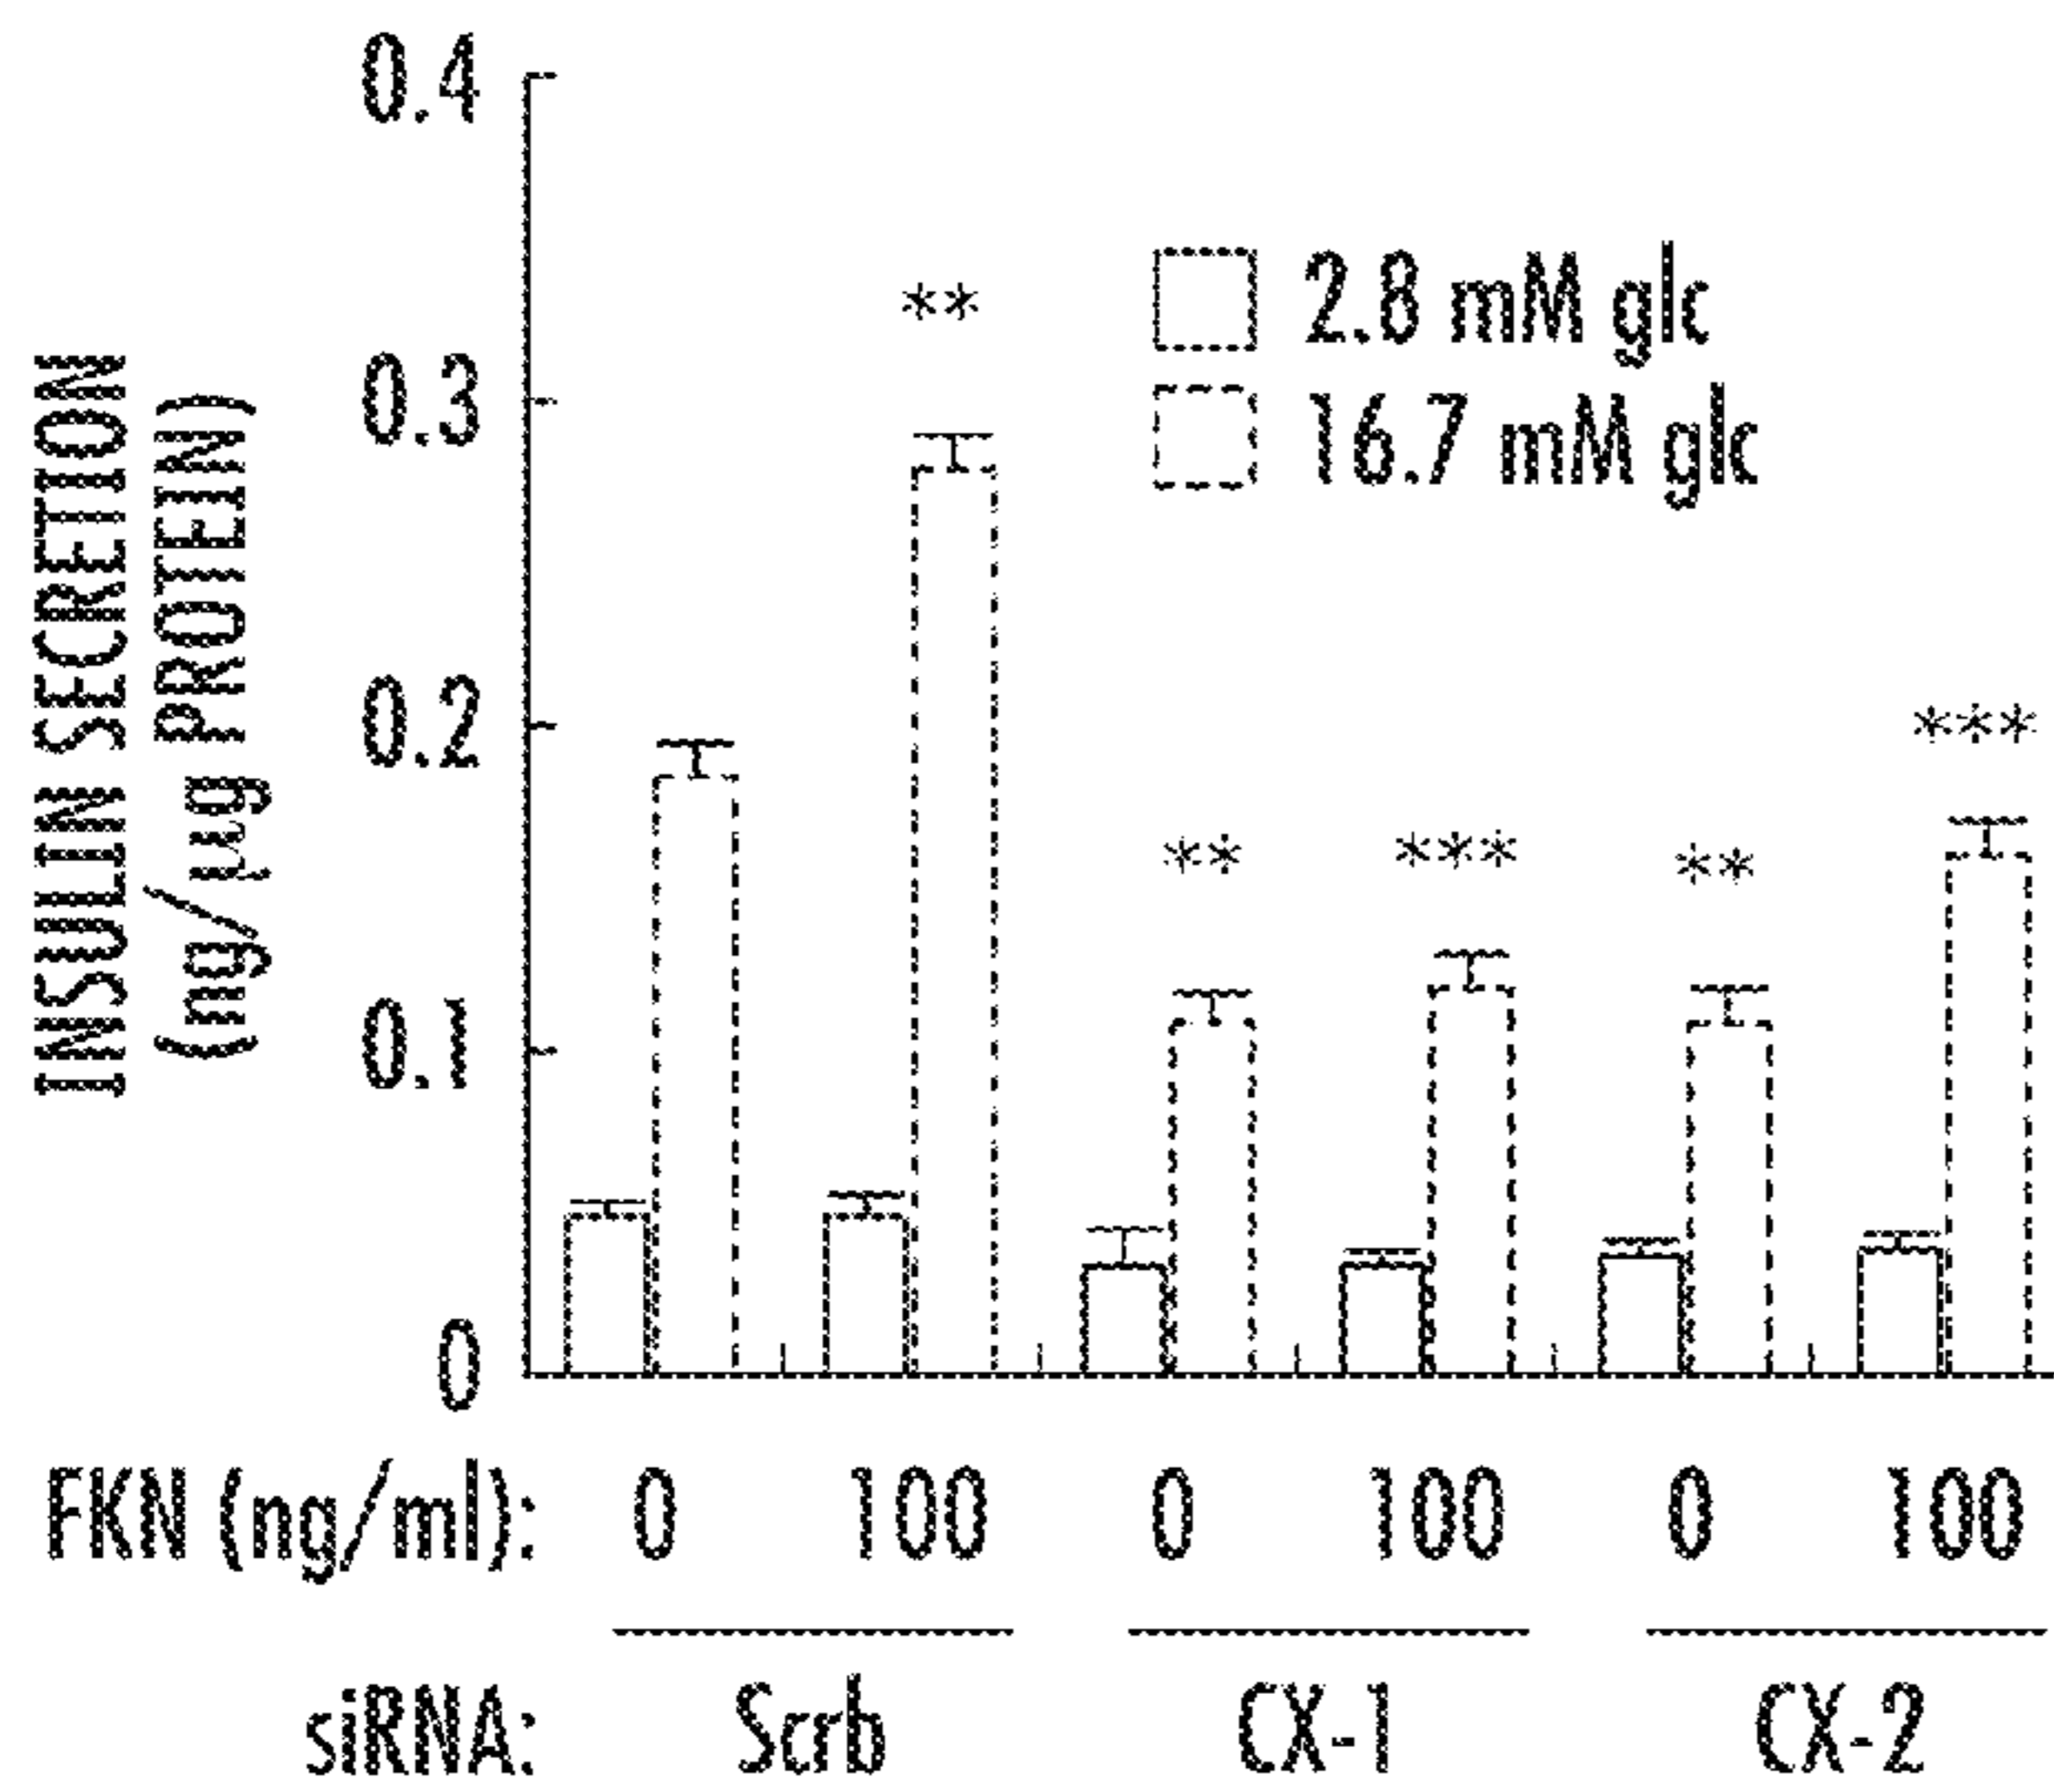 INSULIN SECRETION
(ng/µg PROTEIN)
0.4
0.3
0.2
0.1
0
**
**
***
**
***
2.8 mM glc
16.7 mM glc
FKN (ng/ml): 0 100 0 100 0 100
siRNA: Scrb CX-1 CX-2